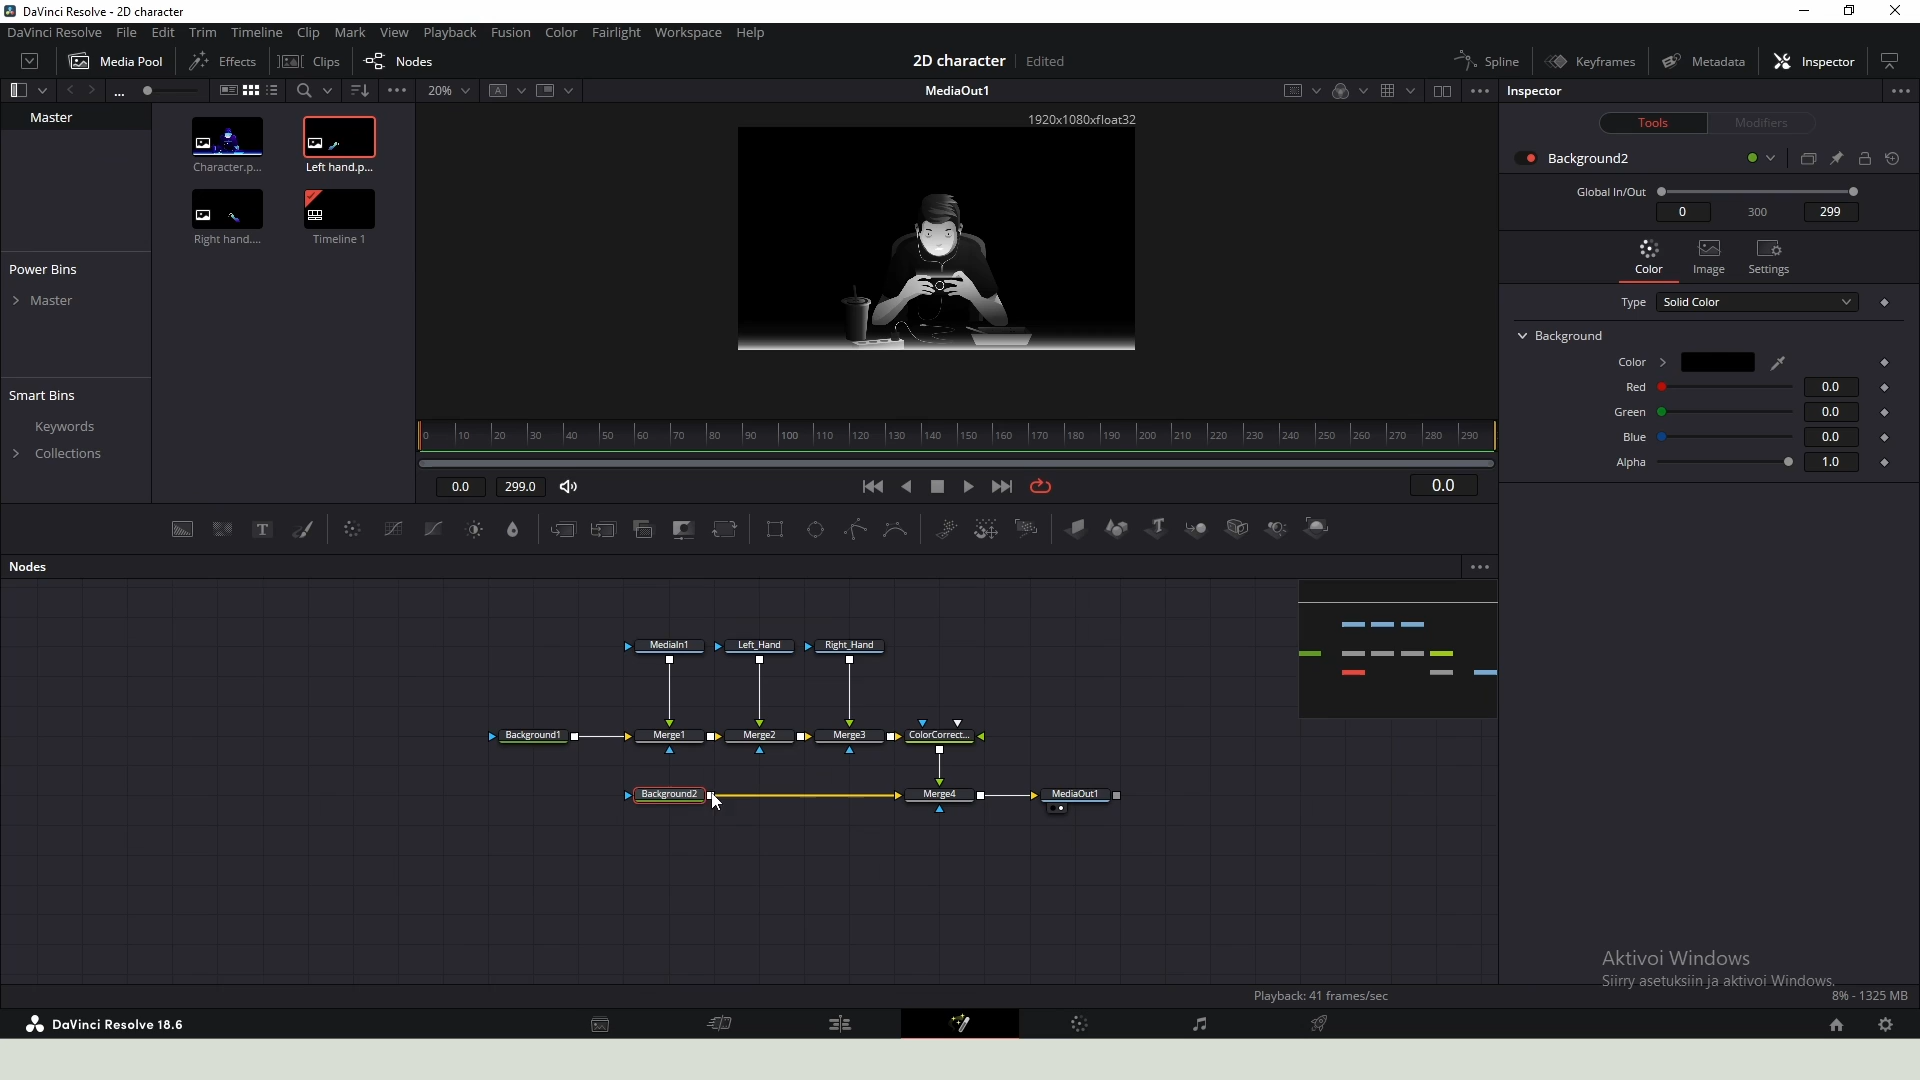 DaVinci Resolve - 2D character
DaVinci Resolve File Edit Trim Timeline Clip Mark View Playback Fusion Color Fairlight Workspace Help
Media Pool Effects Clips Nodes 2D character Edited Spline Keyframes Metadata Inspector
... 20% A MediaOut1 Inspector
Master
1920x1080xfloat32
Tools Modifiers
Character.p...
Left hand.p...
Background2
Global In/Out
0 300 299
Right hand....
Timeline 1
Power Bins
Master
Color Image Settings
Type Solid Color
Background
Color
Red 0.0
Green 0.0
Blue 0.0
Alpha 1.0
Smart Bins
Keywords
Collections
0 10 20 30 40 50 60 70 80 90 100 110 120 130 140 150 160 170 180 190 200 210 220 230 240 250 260 270 280 290
0.0 299.0 0.0
T T
Nodes
MediaIn1 Left_Hand Right_Hand
Background1 Merge1 Merge2 Merge3 ColorCorrect...
Background2 Merge4 MediaOut1
Aktivoi Windows
Siirry asetuksiin ja aktivoi Windows.
Playback: 41 frames/sec 8% - 1325 MB
DaVinci Resolve 18.6